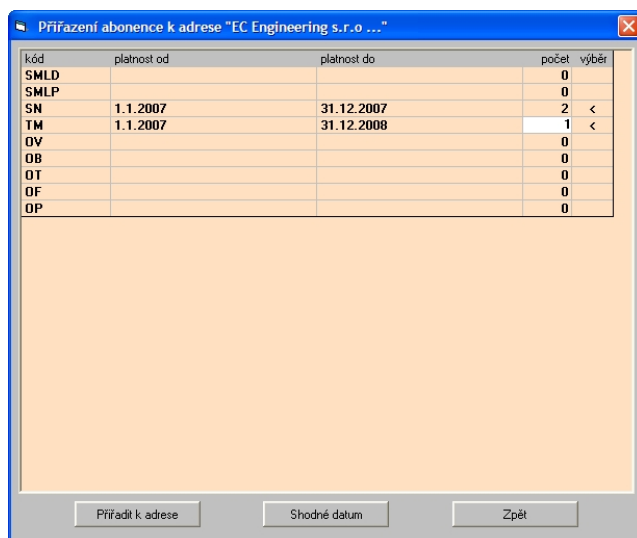 Přiřazení abonence k adrese "EC Engineering s.r.o ..."
kód platnost od platnost do počet výběr
SMLD 0
SMLP 0
SN 1.1.2007 31.12.2007 2 <
TM 1.1.2007 31.12.2008 1 <
OV 0
OB 0
OT 0
OF 0
OP 0
Přiřadit k adrese Shodné datum Zpět